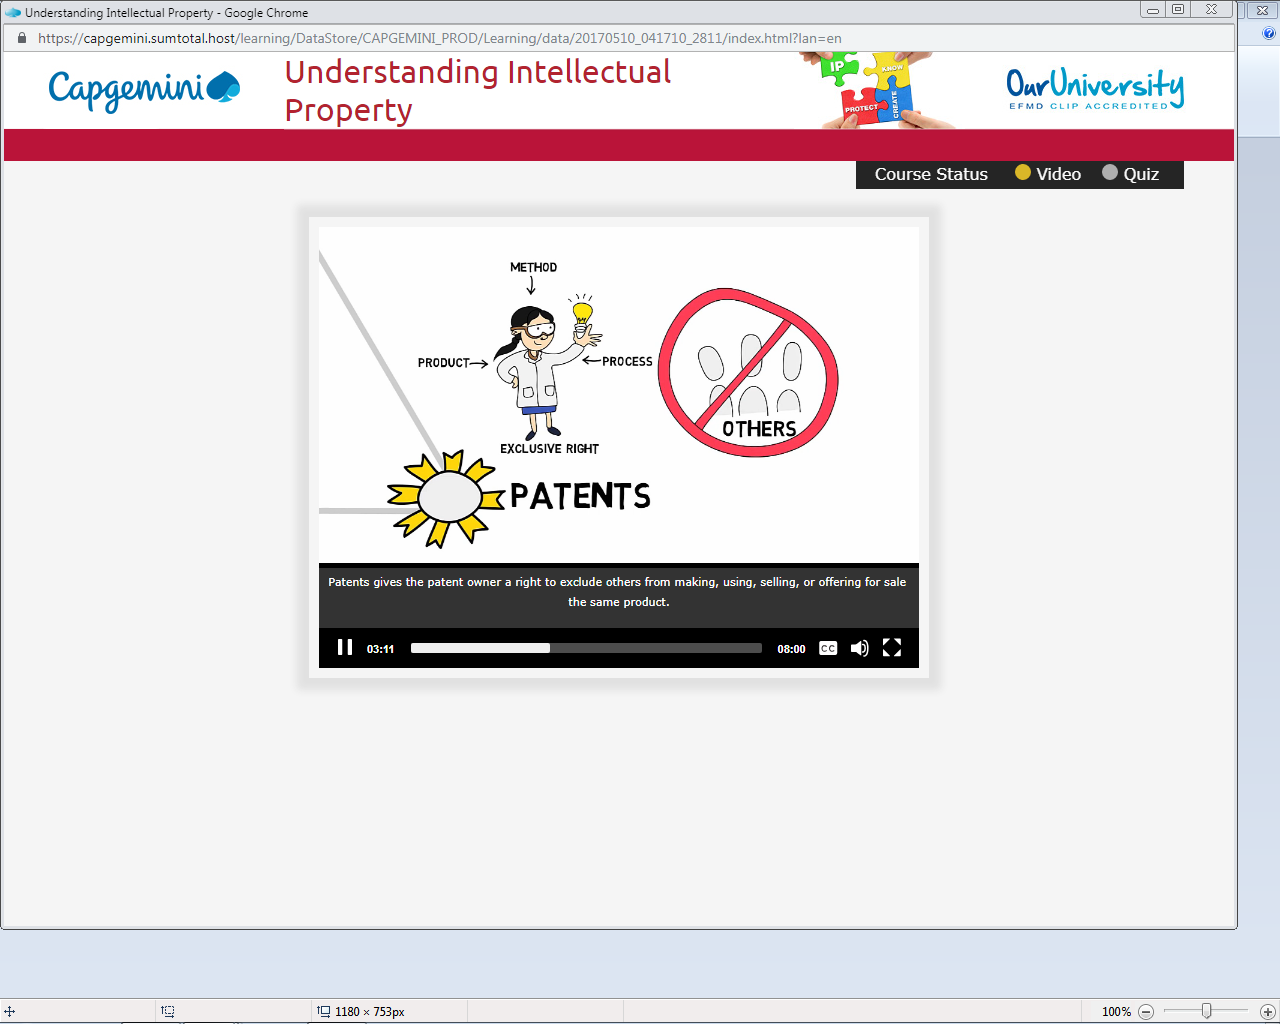 Understanding Intellectual Property - Google Chrome
https://capgemini.sumtotal.host/learning/DataStore/CAPGEMINI_PROD/Learning/data/20170510_041710_2811/index.html?lan=en
Capgemini
Understanding Intellectual
Property
IP
KNOW
PROTECT
CREATE
OurUniversity
EFMD CLIP ACCREDITED
Course Status Video Quiz
METHOD
PRODUCT
PROCESS
EXCLUSIVE RIGHT
OTHERS
PATENTS
Patents gives the patent owner a right to exclude others from making, using, selling, or offering for sale
the same product.
03:11 08:00 CC
1180 × 753px 100%